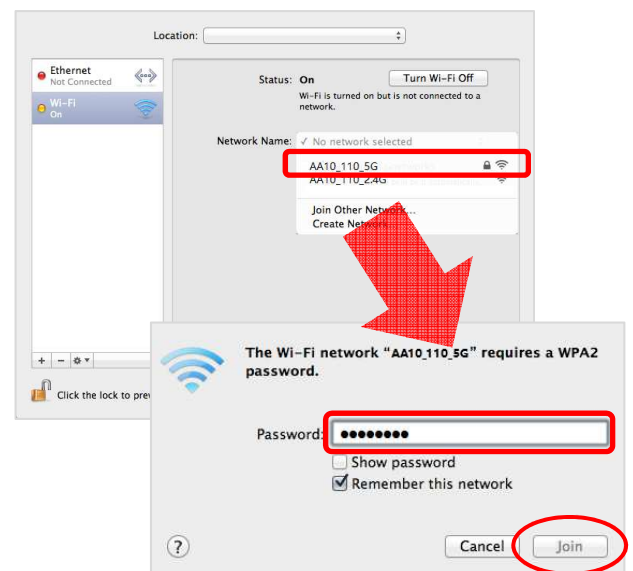 Location:
Ethernet
Not Connected
Wi-Fi
On
Status: On
Turn Wi-Fi Off
Wi-Fi is turned on but is not connected to a
network.
Network Name: ✓ No network selected
AA10_110_5G
AA10_110_2.4G
Join Other Network...
Create Network
+ −
Click the lock to prev
The Wi-Fi network “AA10_110_5G” requires a WPA2
password.
Password: ••••••••
Show password
Remember this network
?
Cancel
Join